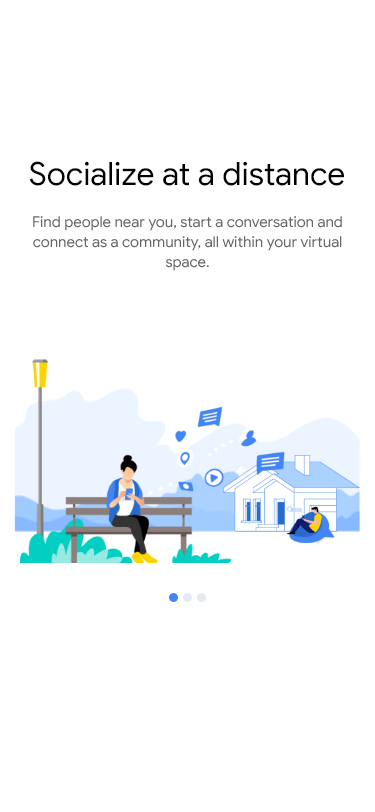 Socialize at a distance
Find people near you, start a conversation and
connect as a community, all within your virtual
space.